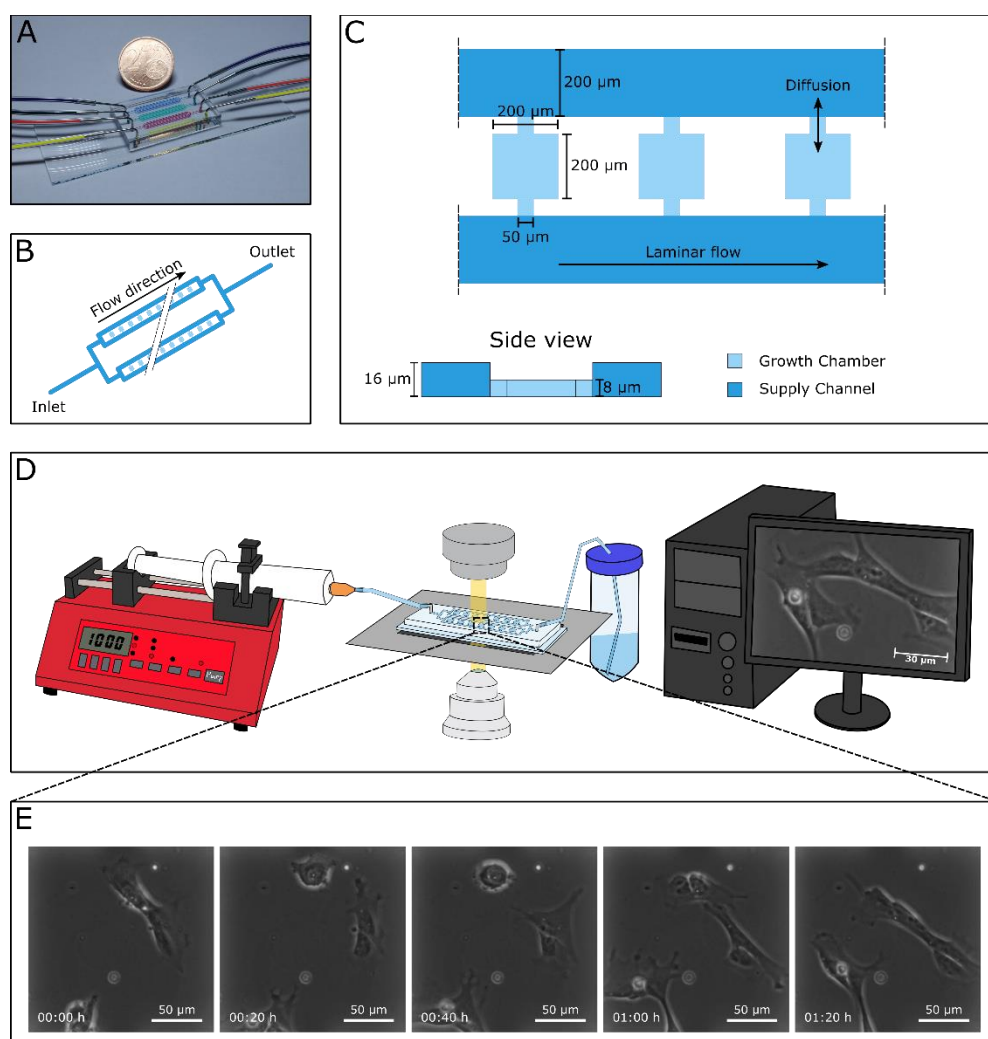 A
B
Flow direction
Outlet
Inlet
C
200 µm
Diffusion
200 µm
200 µm
50 µm
Laminar flow
Side view
16 µm
8 µm
Growth Chamber
Supply Channel
D
1000
30 µm
E
00:00 h
50 µm
00:20 h
50 µm
00:40 h
50 µm
01:00 h
50 µm
01:20 h
50 µm